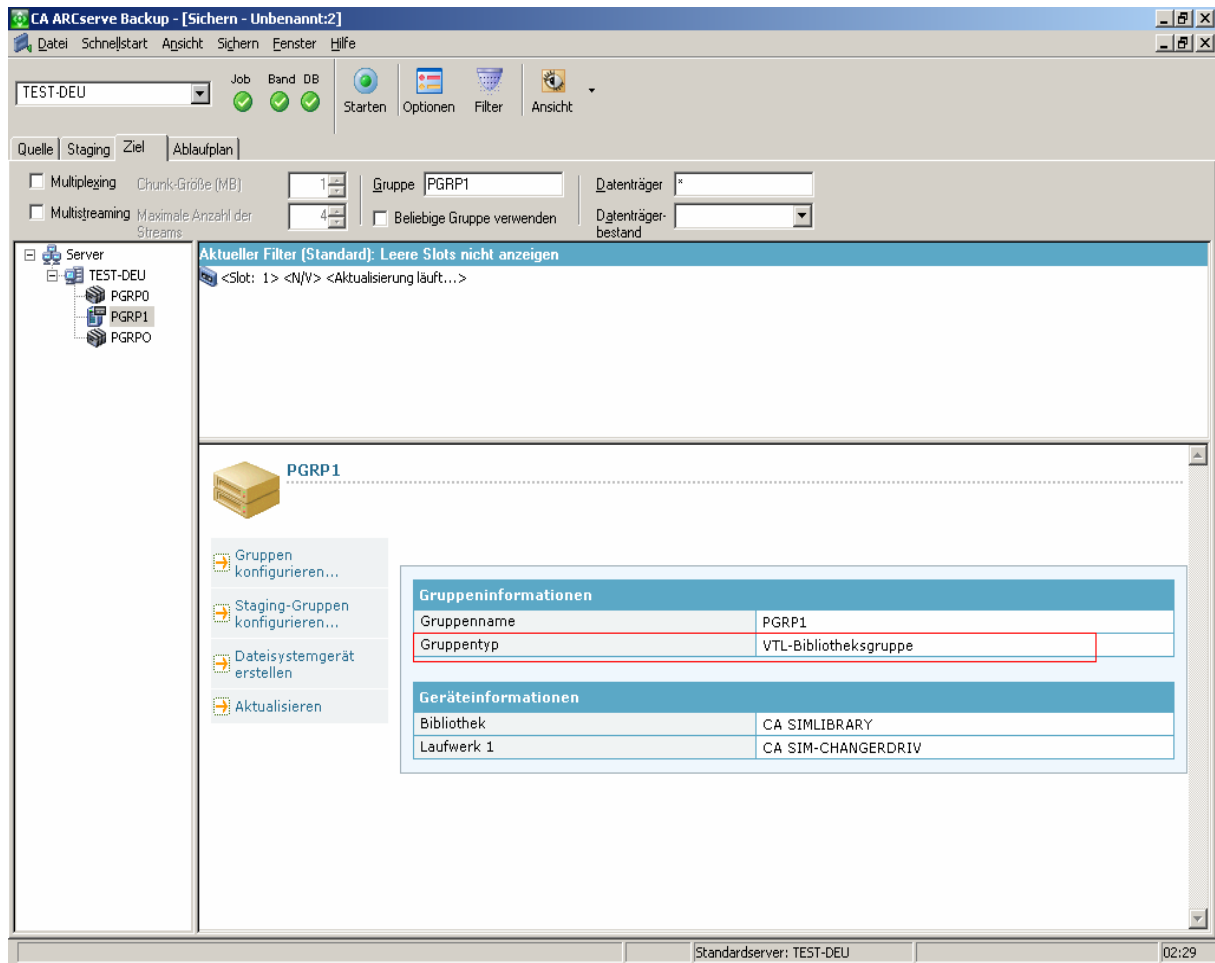 CA ARCserve Backup - [Sichern - Unbenannt:2]
Datei Schnellstart Ansicht Sichern Fenster Hilfe
TEST-DEU
Job Band DB
Starten Optionen Filter Ansicht
Quelle Staging Ziel Ablaufplan
Multiplexing Chunk-Größe (MB) 1 Gruppe PGRP1 Datenträger *
Multistreaming Maximale Anzahl der Streams 4 Beliebige Gruppe verwenden Datenträger-bestand
Server
TEST-DEU
PGRP0
PGRP1
PGRPO
Aktueller Filter (Standard): Leere Slots nicht anzeigen
<Slot: 1> <N/V> <Aktualisierung läuft...>
PGRP1
Gruppen
konfigurieren...
Staging-Gruppen
konfigurieren...
Dateisystemgerät
erstellen
Aktualisieren
Gruppeninformationen
Gruppenname PGRP1
Gruppentyp VTL-Bibliotheksgruppe
Geräteinformationen
Bibliothek CA SIMLIBRARY
Laufwerk 1 CA SIM-CHANGERDRIV
Standardserver: TEST-DEU 02:29